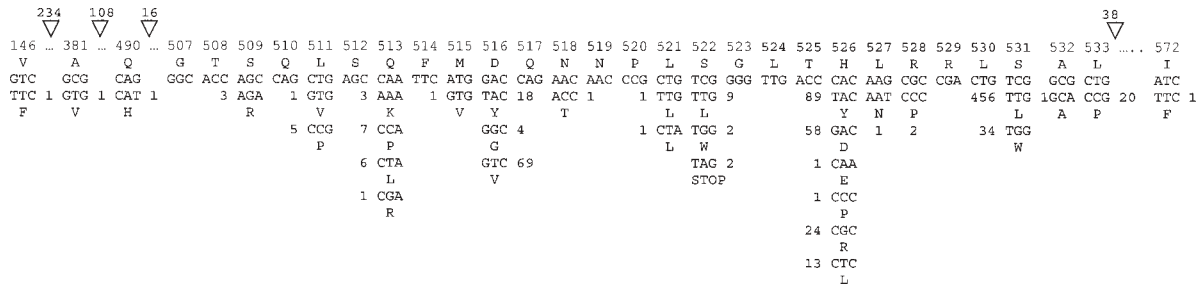 234 108 16 38
146 … 381 … 490 … 507 508 509 510 511 512 513 514 515 516 517 518 519 520 521 522 523 524 525 526 527 528 529 530 531 532 533 ….. 572
V A Q G T S Q L S Q F M D Q N N P L S G L T H L R R L S A L I
GTC GCG CAG GGC ACC AGC CAG CTG AGC CAA TTC ATG GAC CAG AAC AAC CCG CTG TCG GGG TTG ACC CAC AAG CGC CGA CTG TCG GCG CTG ATC
TTC 1 GTG 1 CAT 1 3 AGA 1 GTG 3 AAA 1 GTG TAC 18 ACC 1 1 TTG TTG 9 89 TAC AAT CCC 456 TTG 1GCA CCG 20 TTC 1
F V H R V K V Y T L L Y N P L A P F
5 CCG 7 CCA GGC 4 1 CTA TGG 2 58 GAC 1 2 34 TGG
P P G L W D W
6 CTA GTC 69 TAG 2 1 CAA
L V STOP E
1 CGA 1 CCC
R P
24 CGC
R
13 CTC
L